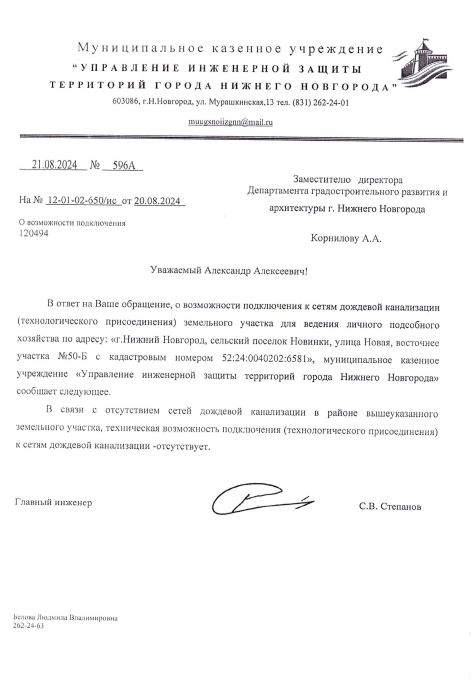 Муниципальное казенное учреждение
"УПРАВЛЕНИЕ ИНЖЕНЕРНОЙ ЗАЩИТЫ
ТЕРРИТОРИЙ ГОРОДА НИЖНЕГО НОВГОРОДА"
603086, г.Н.Новгород, ул. Мурашкинская,13 тел. (831) 262-24-01
muugxnoiizgnn@mail.ru
21.08.2024 № 596А
На № 12-01-02-650/ис от 20.08.2024
О возможности подключения
120494
Заместителю директора
Департамента градостроительного развития и
архитектуры г. Нижнего Новгорода
Корнилову А.А.
Уважаемый Александр Алексеевич!
В ответ на Ваше обращение, о возможности подключения к сетям дождевой канализации
(технологического присоединения) земельного участка для ведения личного подсобного
хозяйства по адресу: «г.Нижний Новгород, сельский поселок Новинки, улица Новая, восточнее
участка №50-Б с кадастровым номером 52:24:0040202:6581», муниципальное казенное
учреждение «Управление инженерной защиты территорий города Нижнего Новгорода»
сообщает следующее.
В связи с отсутствием сетей дождевой канализации в районе вышеуказанного
земельного участка, техническая возможность подключения (технологического присоединения)
к сетям дождевой канализации -отсутствует.
Главный инженер
С.В. Степанов
Белова Людмила Владимировна
262-24-63